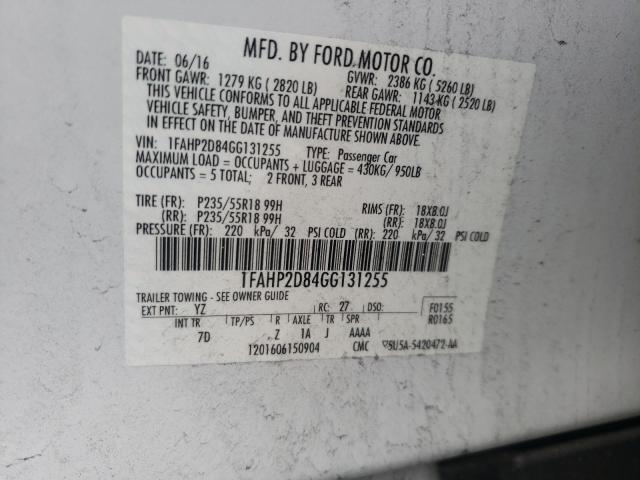 MFD. BY FORD MOTOR CO.
DATE: 06/16 GVWR: 2386 KG (5260 LB)
FRONT GAWR: 1279 KG (2820 LB) REAR GAWR: 1143 KG (2520 LB)
THIS VEHICLE CONFORMS TO ALL APPLICABLE FEDERAL MOTOR
VEHICLE SAFETY, BUMPER, AND THEFT PREVENTION STANDARDS
IN EFFECT ON THE DATE OF MANUFACTURE SHOWN ABOVE.
VIN: 1FAHP2D84GG131255 TYPE: Passenger Car
MAXIMUM LOAD = OCCUPANTS + LUGGAGE = 430KG/ 950LB
OCCUPANTS = 5 TOTAL; 2 FRONT, 3 REAR
TIRE (FR): P235/55R18 99H RIMS (FR): 18X8.0J
(RR): P235/55R18 99H (RR): 18X8.0J
PRESSURE (FR): 220 kPa/ 32 PSI COLD (RR): 220 kPa/ 32 PSI COLD
1FAHP2D84GG131255
TRAILER TOWING - SEE OWNER GUIDE
EXT PNT: YZ RC: 27 DSO: F0155
R0165
INT TR TP/PS R AXLE TR SPR
7D Z 1A J AAAA
1201606150904 CMC 5U5A-5420472-AA